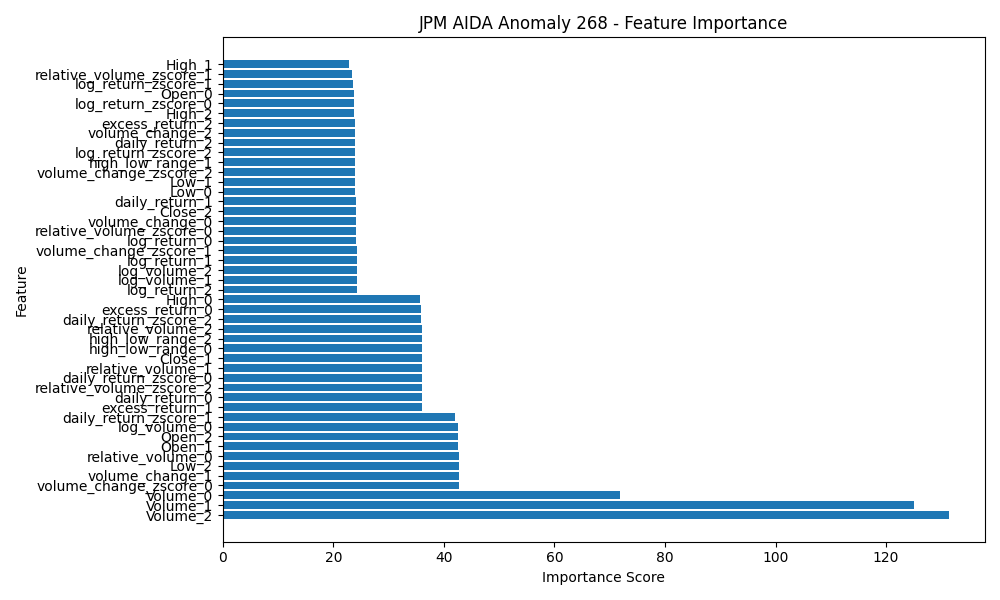 JPM AIDA Anomaly 268 - Feature Importance
High_1
relative_volume_zscore_1
log_return_zscore_1
Open_0
log_return_zscore_0
High_2
excess_return_2
volume_change_2
daily_return_2
log_return_zscore_2
high_low_range_1
volume_change_zscore_2
Low_1
Low_0
daily_return_1
Close_2
volume_change_0
relative_volume_zscore_0
log_return_0
volume_change_zscore_1
log_return_1
log_volume_2
log_volume_1
log_return_2
High_0
excess_return_0
daily_return_zscore_2
relative_volume_2
high_low_range_2
high_low_range_0
Close_1
relative_volume_1
daily_return_zscore_0
relative_volume_zscore_2
daily_return_0
excess_return_1
daily_return_zscore_1
log_volume_0
Open_2
Open_1
relative_volume_0
Low_2
volume_change_1
volume_change_zscore_0
Volume_0
Volume_1
Volume_2
Feature
0 20 40 60 80 100 120
Importance Score